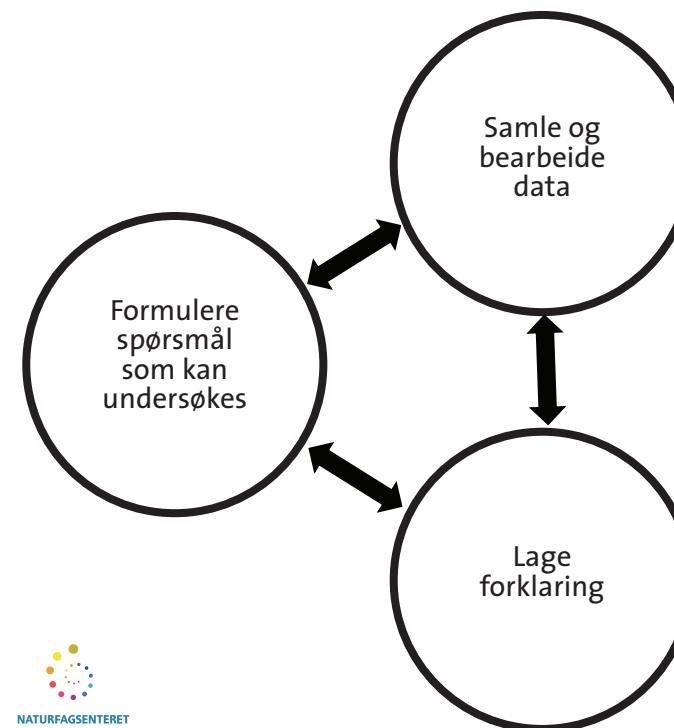 Samle og
bearbeide
data
Formulere
spørsmål
som kan
undersøkes
Lage
forklaring
NATURFAGSENTERET